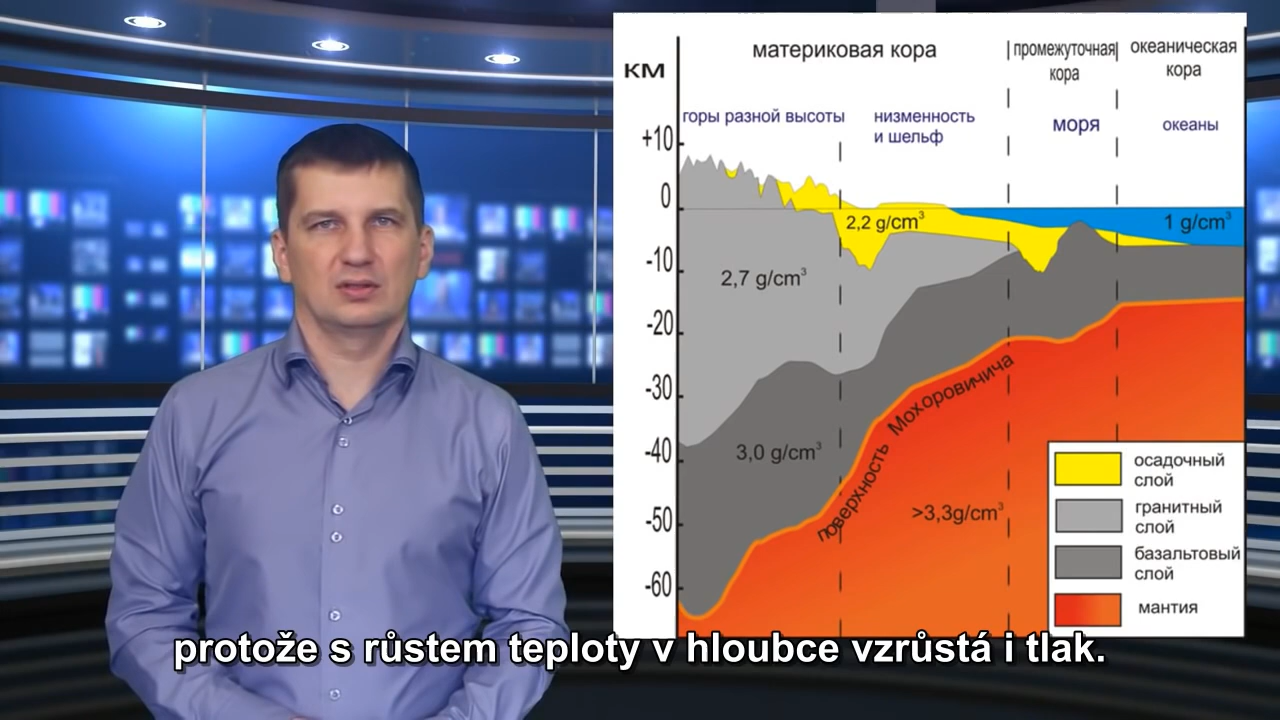 материковая кора
промежуточная
кора
океаническая
кора
км
горы разной высоты
низменность
и шельф
моря
океаны
+10
0
-10
-20
-30
-40
-50
-60
2,2 g/cm³
1 g/cm³
2,7 g/cm³
3,0 g/cm³
>3,3g/cm³
поверхность Мохоровичича
осадочный
слой
гранитный
слой
базальтовый
слой
мантия
protože s růstem teploty v hloubce vzrůstá i tlak.